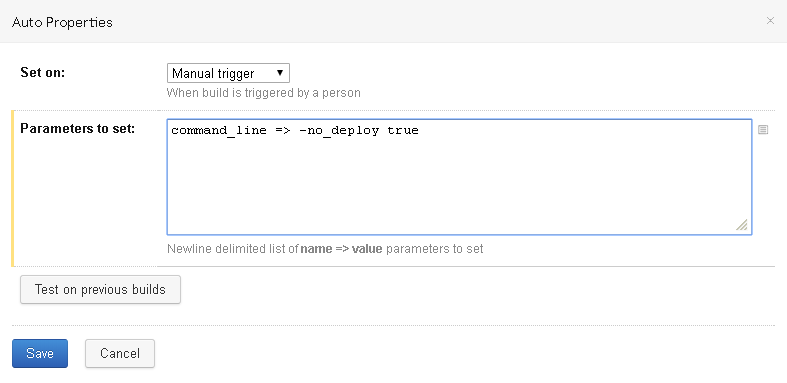 Auto Properties ×
Set on: Manual trigger
When build is triggered by a person
Parameters to set: command_line => -no_deploy true
Newline delimited list of name => value parameters to set
Test on previous builds
Save Cancel